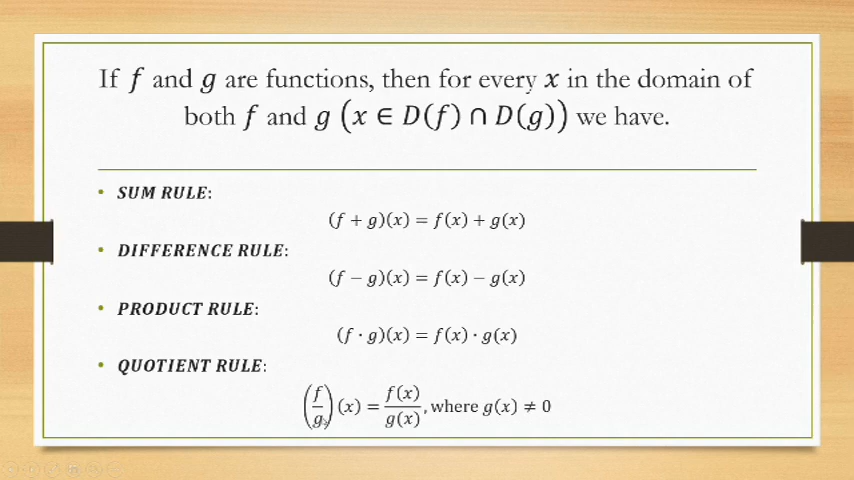 If f and g are functions, then for every x in the domain of
both f and g (x ∈ D(f) ∩ D(g)) we have.
• SUM RULE:
(f + g)(x) = f(x) + g(x)
• DIFFERENCE RULE:
(f − g)(x) = f(x) − g(x)
• PRODUCT RULE:
(f · g)(x) = f(x) · g(x)
• QUOTIENT RULE:
(f/g)(x) = f(x)/g(x), where g(x) ≠ 0